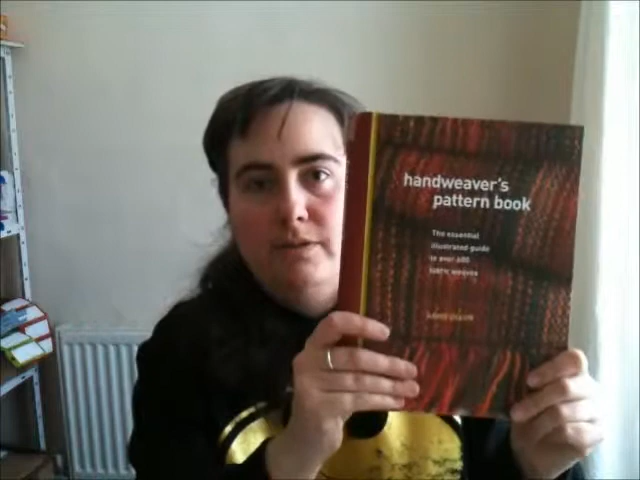 handweaver's
pattern book
The essential
illustrated guide
to over 600
fabric weaves